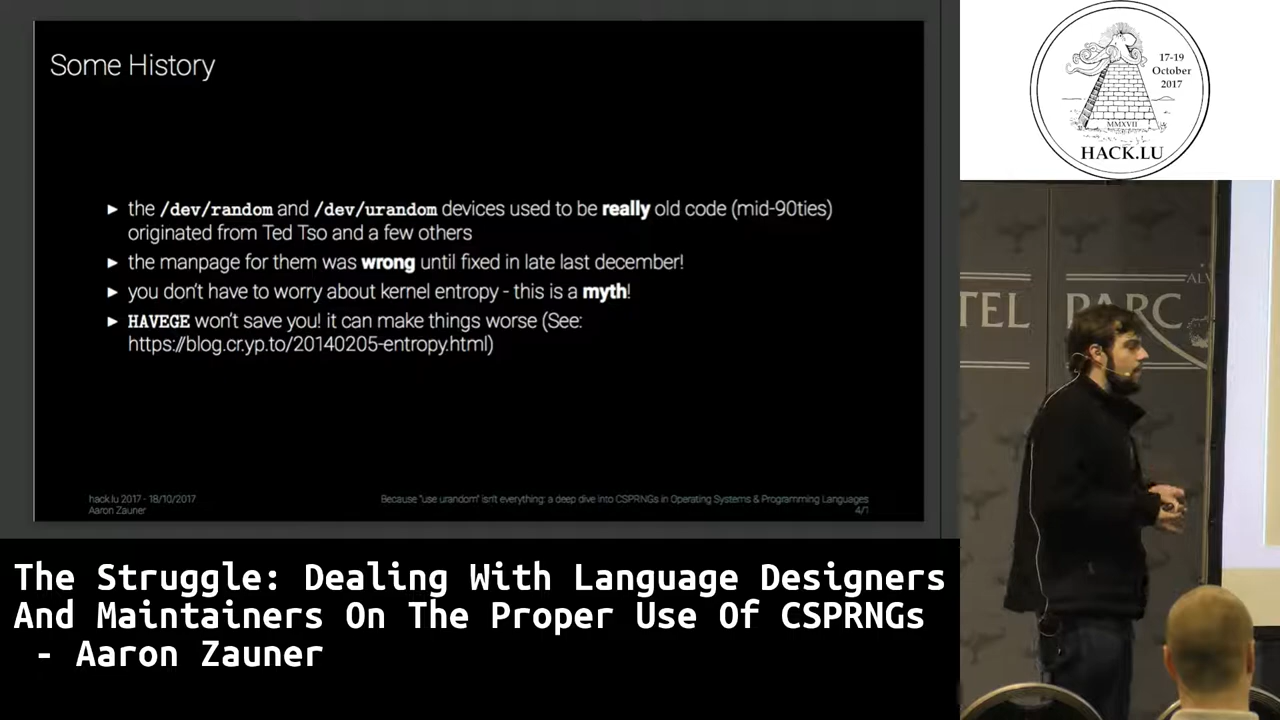 Some History
► the /dev/random and /dev/urandom devices used to be really old code (mid-90ties)
originated from Ted Tso and a few others
► the manpage for them was wrong until fixed in late last december!
► you don't have to worry about kernel entropy - this is a myth!
► HAVEGE won't save you! it can make things worse (See:
https://blog.cr.yp.to/20140205-entropy.html)
hack.lu 2017 - 18/10/2017
Aaron Zauner
Because "use urandom" isn't everything: a deep dive into CSPRNGs in Operating Systems & Programming Languages
4/1
17-19
October
2017
MMXVII
HACK.LU
TEL PARC
ALV
The Struggle: Dealing With Language Designers
And Maintainers On The Proper Use Of CSPRNGs
- Aaron Zauner